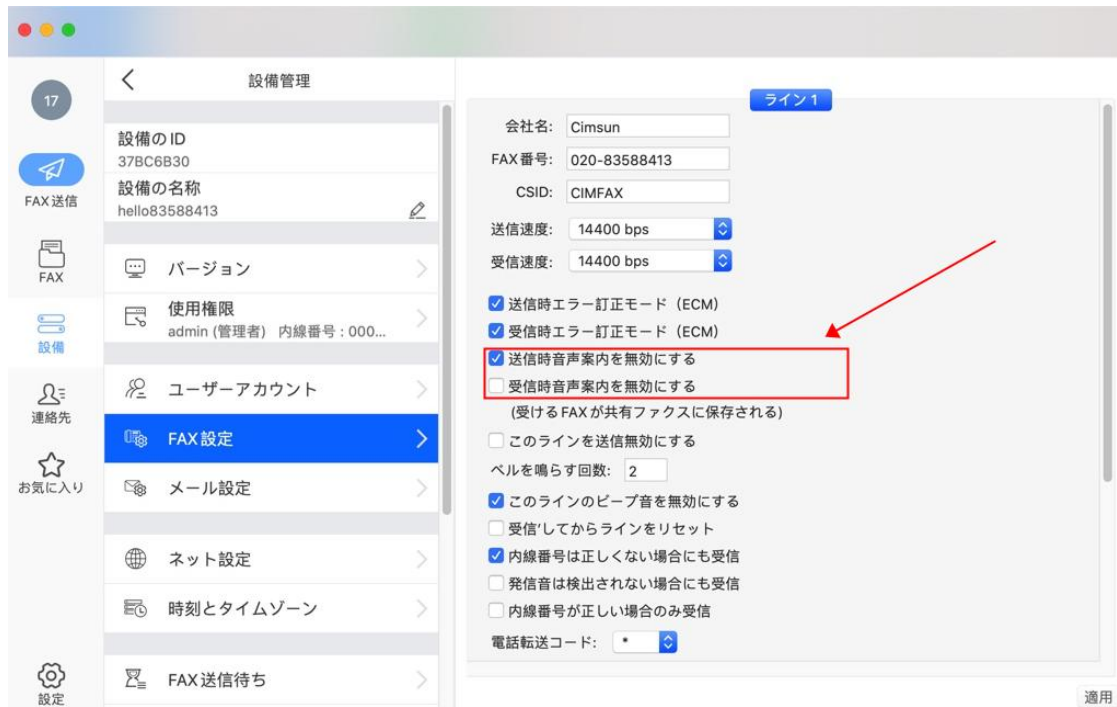 17
FAX送信
FAX
設備
連絡先
お気に入り
設定
設備管理
設備のID
37BC6B30
設備の名称
hello83588413
バージョン
使用権限
admin (管理者) 内線番号 : 000...
ユーザーアカウント
FAX設定
メール設定
ネット設定
時刻とタイムゾーン
FAX送信待ち
ライン 1
会社名: Cimsun
FAX番号: 020-83588413
CSID: CIMFAX
送信速度: 14400 bps
受信速度: 14400 bps
送信時エラー訂正モード（ECM）
受信時エラー訂正モード（ECM）
送信時音声案内を無効にする
受信時音声案内を無効にする
(受けるFAXが共有ファクスに保存される)
このラインを送信無効にする
ベルを鳴らす回数: 2
このラインのビープ音を無効にする
受信‘してからラインをリセット
内線番号は正しくない場合にも受信
発信音は検出されない場合にも受信
内線番号が正しい場合のみ受信
電話転送コード: *
適用